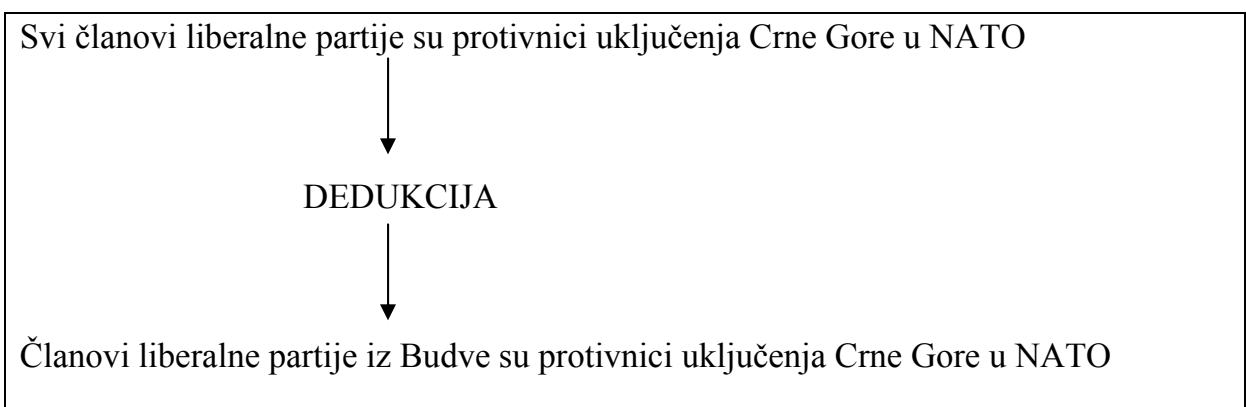 Svi članovi liberalne partije su protivnici uključenja Crne Gore u NATO
DEDUKCIJA
Članovi liberalne partije iz Budve su protivnici uključenja Crne Gore u NATO